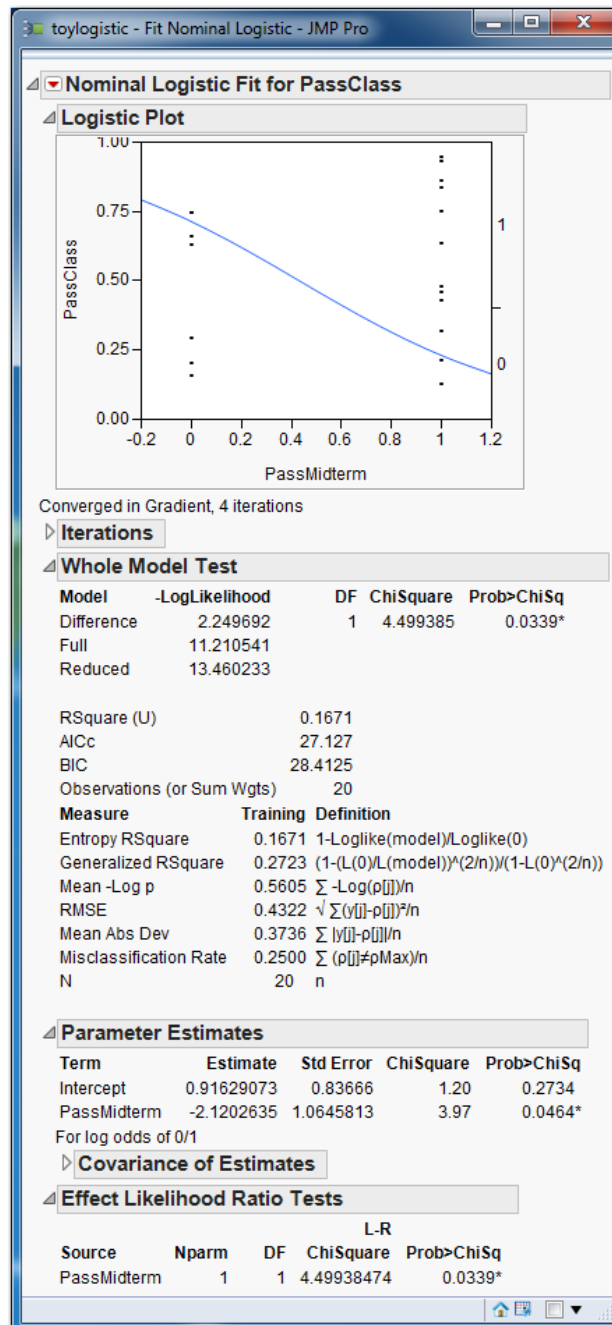 toylogistic - Fit Nominal Logistic - JMP Pro
Nominal Logistic Fit for PassClass
Logistic Plot
1.00
0.75
0.50
0.25
0.00
PassClass
1
0
-0.2 0 0.2 0.4 0.6 0.8 1 1.2
PassMidterm
Converged in Gradient, 4 iterations
Iterations
Whole Model Test
Model -LogLikelihood DF ChiSquare Prob>ChiSq
Difference 2.249692 1 4.499385 0.0339*
Full 11.210541
Reduced 13.460233
RSquare (U) 0.1671
AICc 27.127
BIC 28.4125
Observations (or Sum Wgts) 20
Measure Training Definition
Entropy RSquare 0.1671 1-Loglike(model)/Loglike(0)
Generalized RSquare 0.2723 (1-(L(0)/L(model))^(2/n))/(1-L(0)^(2/n))
Mean -Log p 0.5605 ∑ -Log(ρ[j])/n
RMSE 0.4322 √ ∑(y[j]-ρ[j])²/n
Mean Abs Dev 0.3736 ∑ |y[j]-ρ[j]|/n
Misclassification Rate 0.2500 ∑ (ρ[j]≠ρMax)/n
N 20 n
Parameter Estimates
Term Estimate Std Error ChiSquare Prob>ChiSq
Intercept 0.91629073 0.83666 1.20 0.2734
PassMidterm -2.1202635 1.0645813 3.97 0.0464*
For log odds of 0/1
Covariance of Estimates
Effect Likelihood Ratio Tests
L-R
Source Nparm DF ChiSquare Prob>ChiSq
PassMidterm 1 1 4.49938474 0.0339*